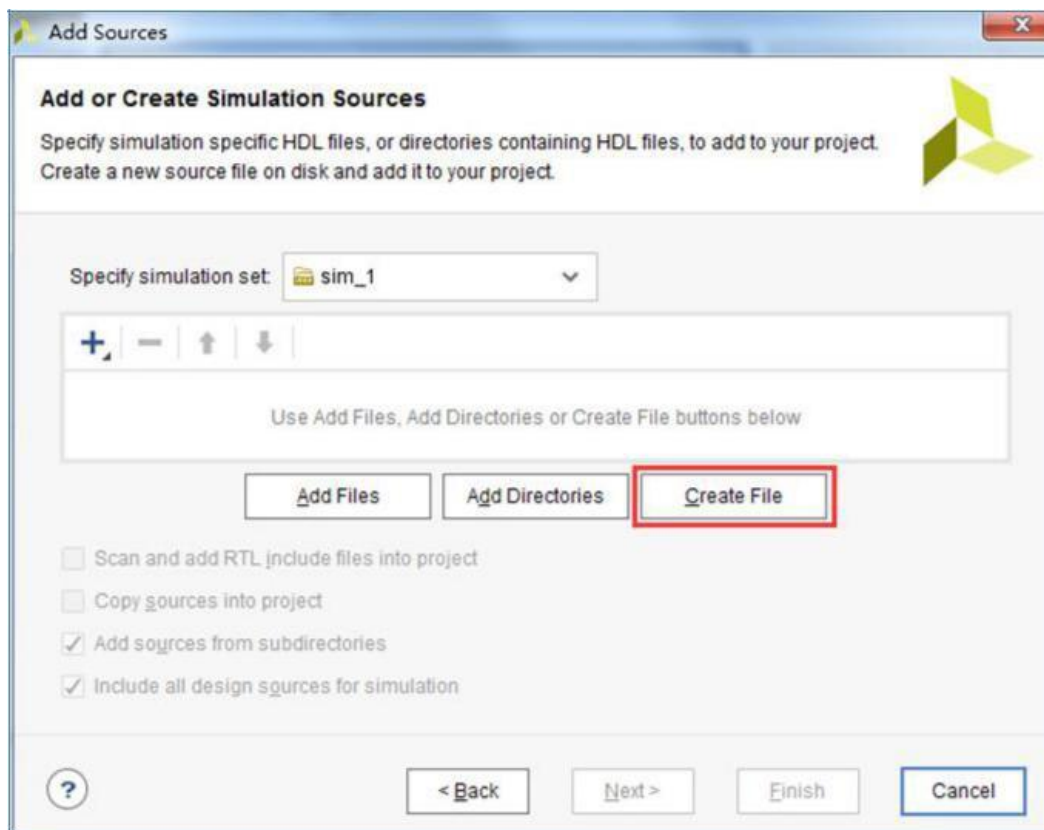 Add Sources
Add or Create Simulation Sources
Specify simulation specific HDL files, or directories containing HDL files, to add to your project.
Create a new source file on disk and add it to your project.
Specify simulation set: sim_1
Use Add Files, Add Directories or Create File buttons below
Add Files Add Directories Create File
Scan and add RTL include files into project
Copy sources into project
Add sources from subdirectories
Include all design sources for simulation
? < Back Next > Finish Cancel